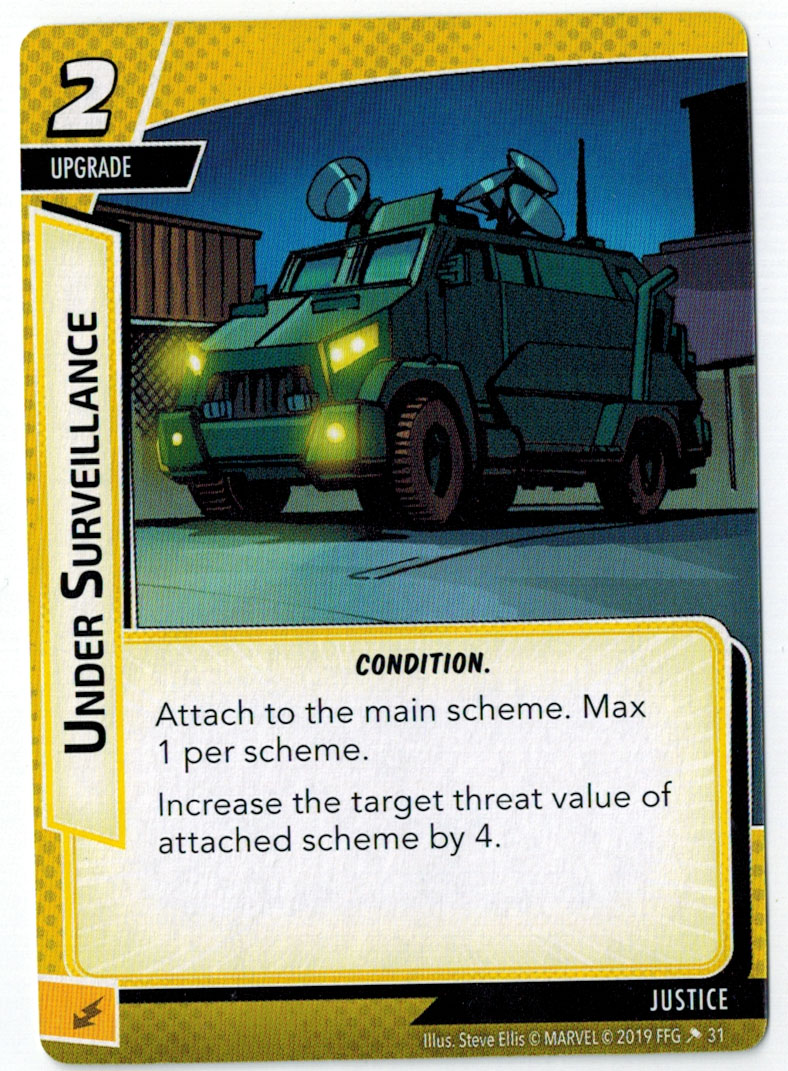 2
UPGRADE
UNDER SURVEILLANCE
CONDITION.
Attach to the main scheme. Max
1 per scheme.
Increase the target threat value of
attached scheme by 4.
JUSTICE
Illus. Steve Ellis © MARVEL © 2019 FFG 31